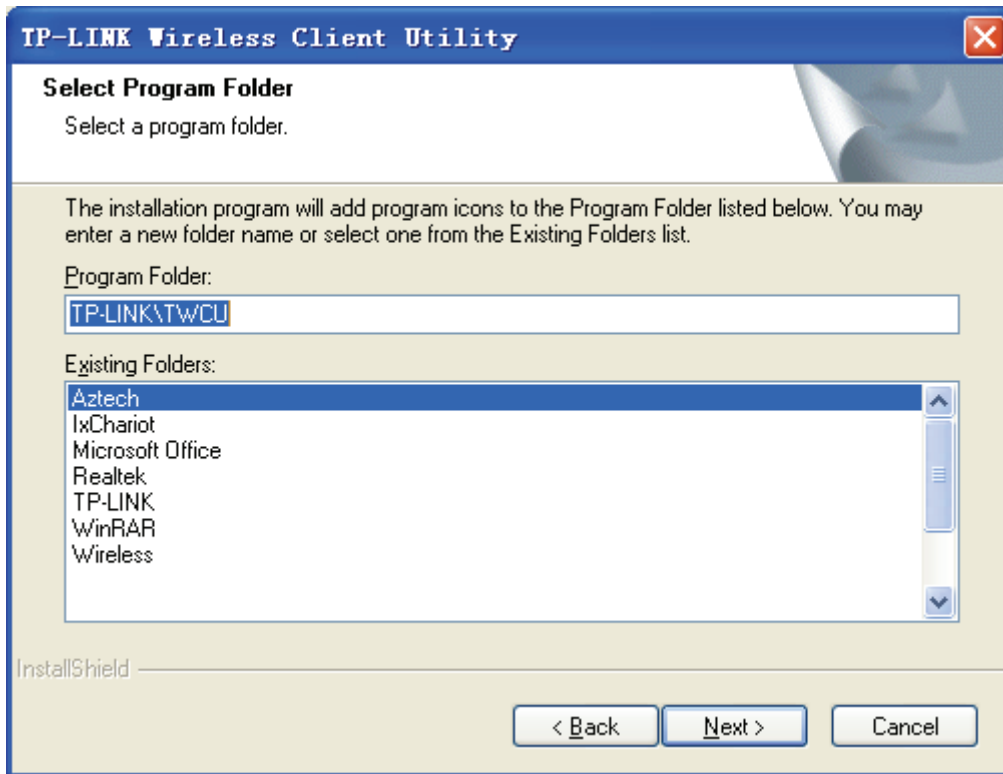 TP-LINK Wireless Client Utility
Select Program Folder
Select a program folder.
The installation program will add program icons to the Program Folder listed below. You may
enter a new folder name or select one from the Existing Folders list.
Program Folder:
TP-LINK\TWCU
Existing Folders:
Aztech
IxChariot
Microsoft Office
Realtek
TP-LINK
WinRAR
Wireless
InstallShield
< Back Next > Cancel